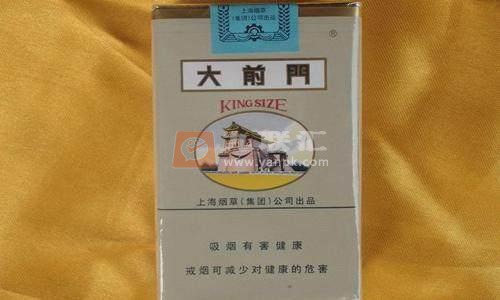 上海烟草
(集团)公司出品
大前門
®
KING SIZE
联汇
www.yanpk.com
上海烟草(集团)公司出品
吸烟有害健康
戒烟可减少对健康的危害